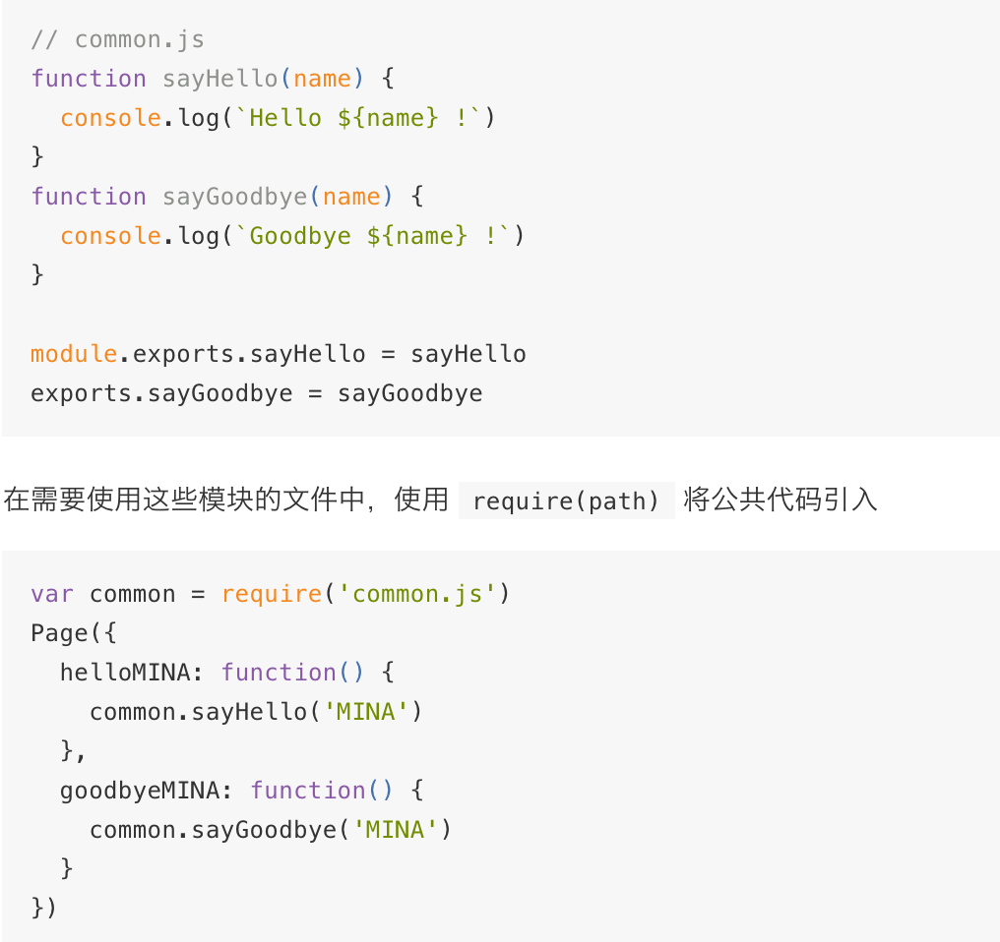 // common.js
function sayHello(name) {
  console.log(`Hello ${name} !`)
}
function sayGoodbye(name) {
  console.log(`Goodbye ${name} !`)
}

module.exports.sayHello = sayHello
exports.sayGoodbye = sayGoodbye
在需要使用这些模块的文件中，使用 require(path) 将公共代码引入
var common = require('common.js')
Page({
  helloMINA: function() {
    common.sayHello('MINA')
  },
  goodbyeMINA: function() {
    common.sayGoodbye('MINA')
  }
})